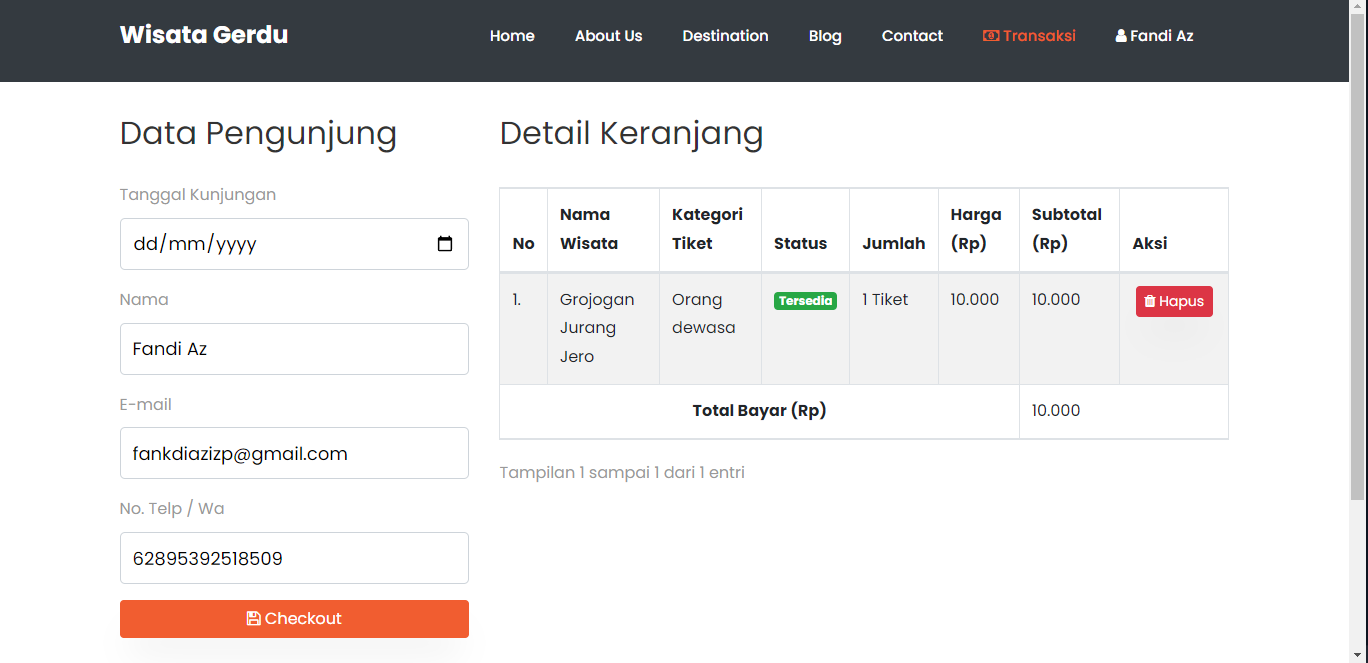 Wisata Gerdu
Home About Us Destination Blog Contact Transaksi Fandi Az
Data Pengunjung
Tanggal Kunjungan
dd/mm/yyyy
Nama
Fandi Az
E-mail
fankdiazizp@gmail.com
No. Telp / Wa
62895392518509
Checkout
Detail Keranjang
No Nama Wisata Kategori Tiket Status Jumlah Harga (Rp) Subtotal (Rp) Aksi
1. Grojogan Jurang Jero Orang dewasa Tersedia 1 Tiket 10.000 10.000 Hapus
Total Bayar (Rp) 10.000
Tampilan 1 sampai 1 dari 1 entri